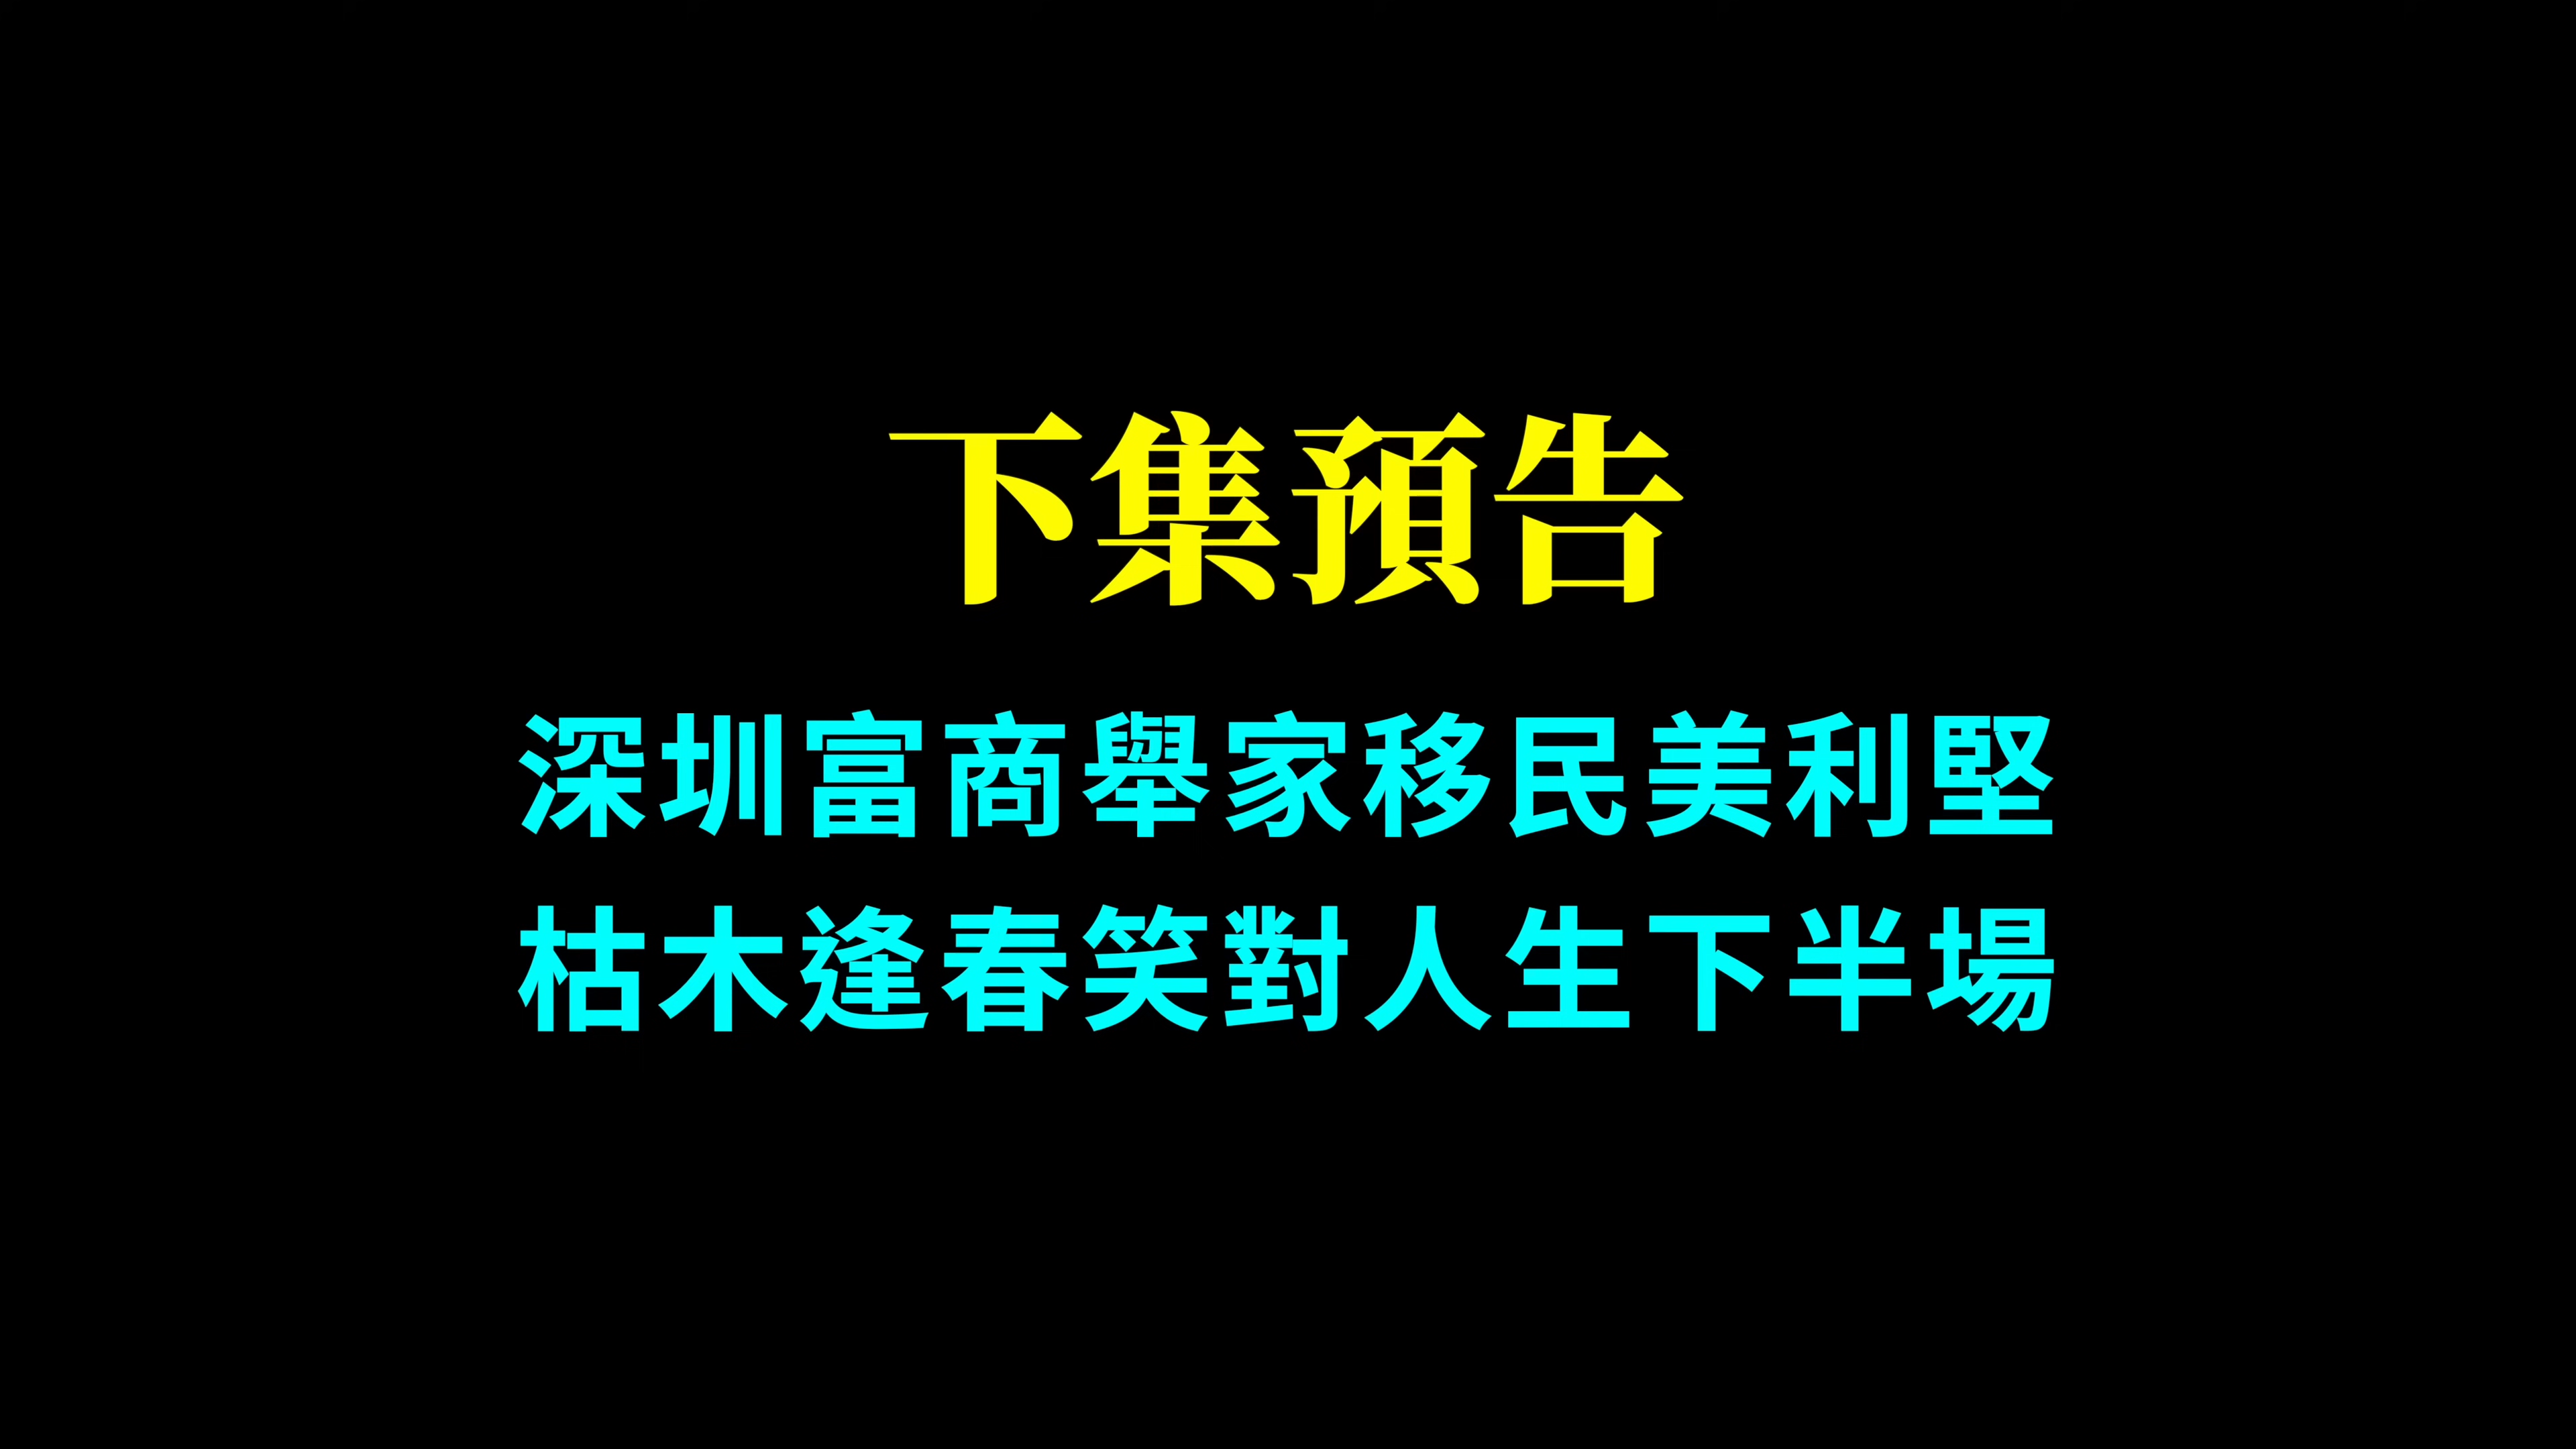 下集預告
深圳富商舉家移民美利堅
枯木逢春笑對人生下半場